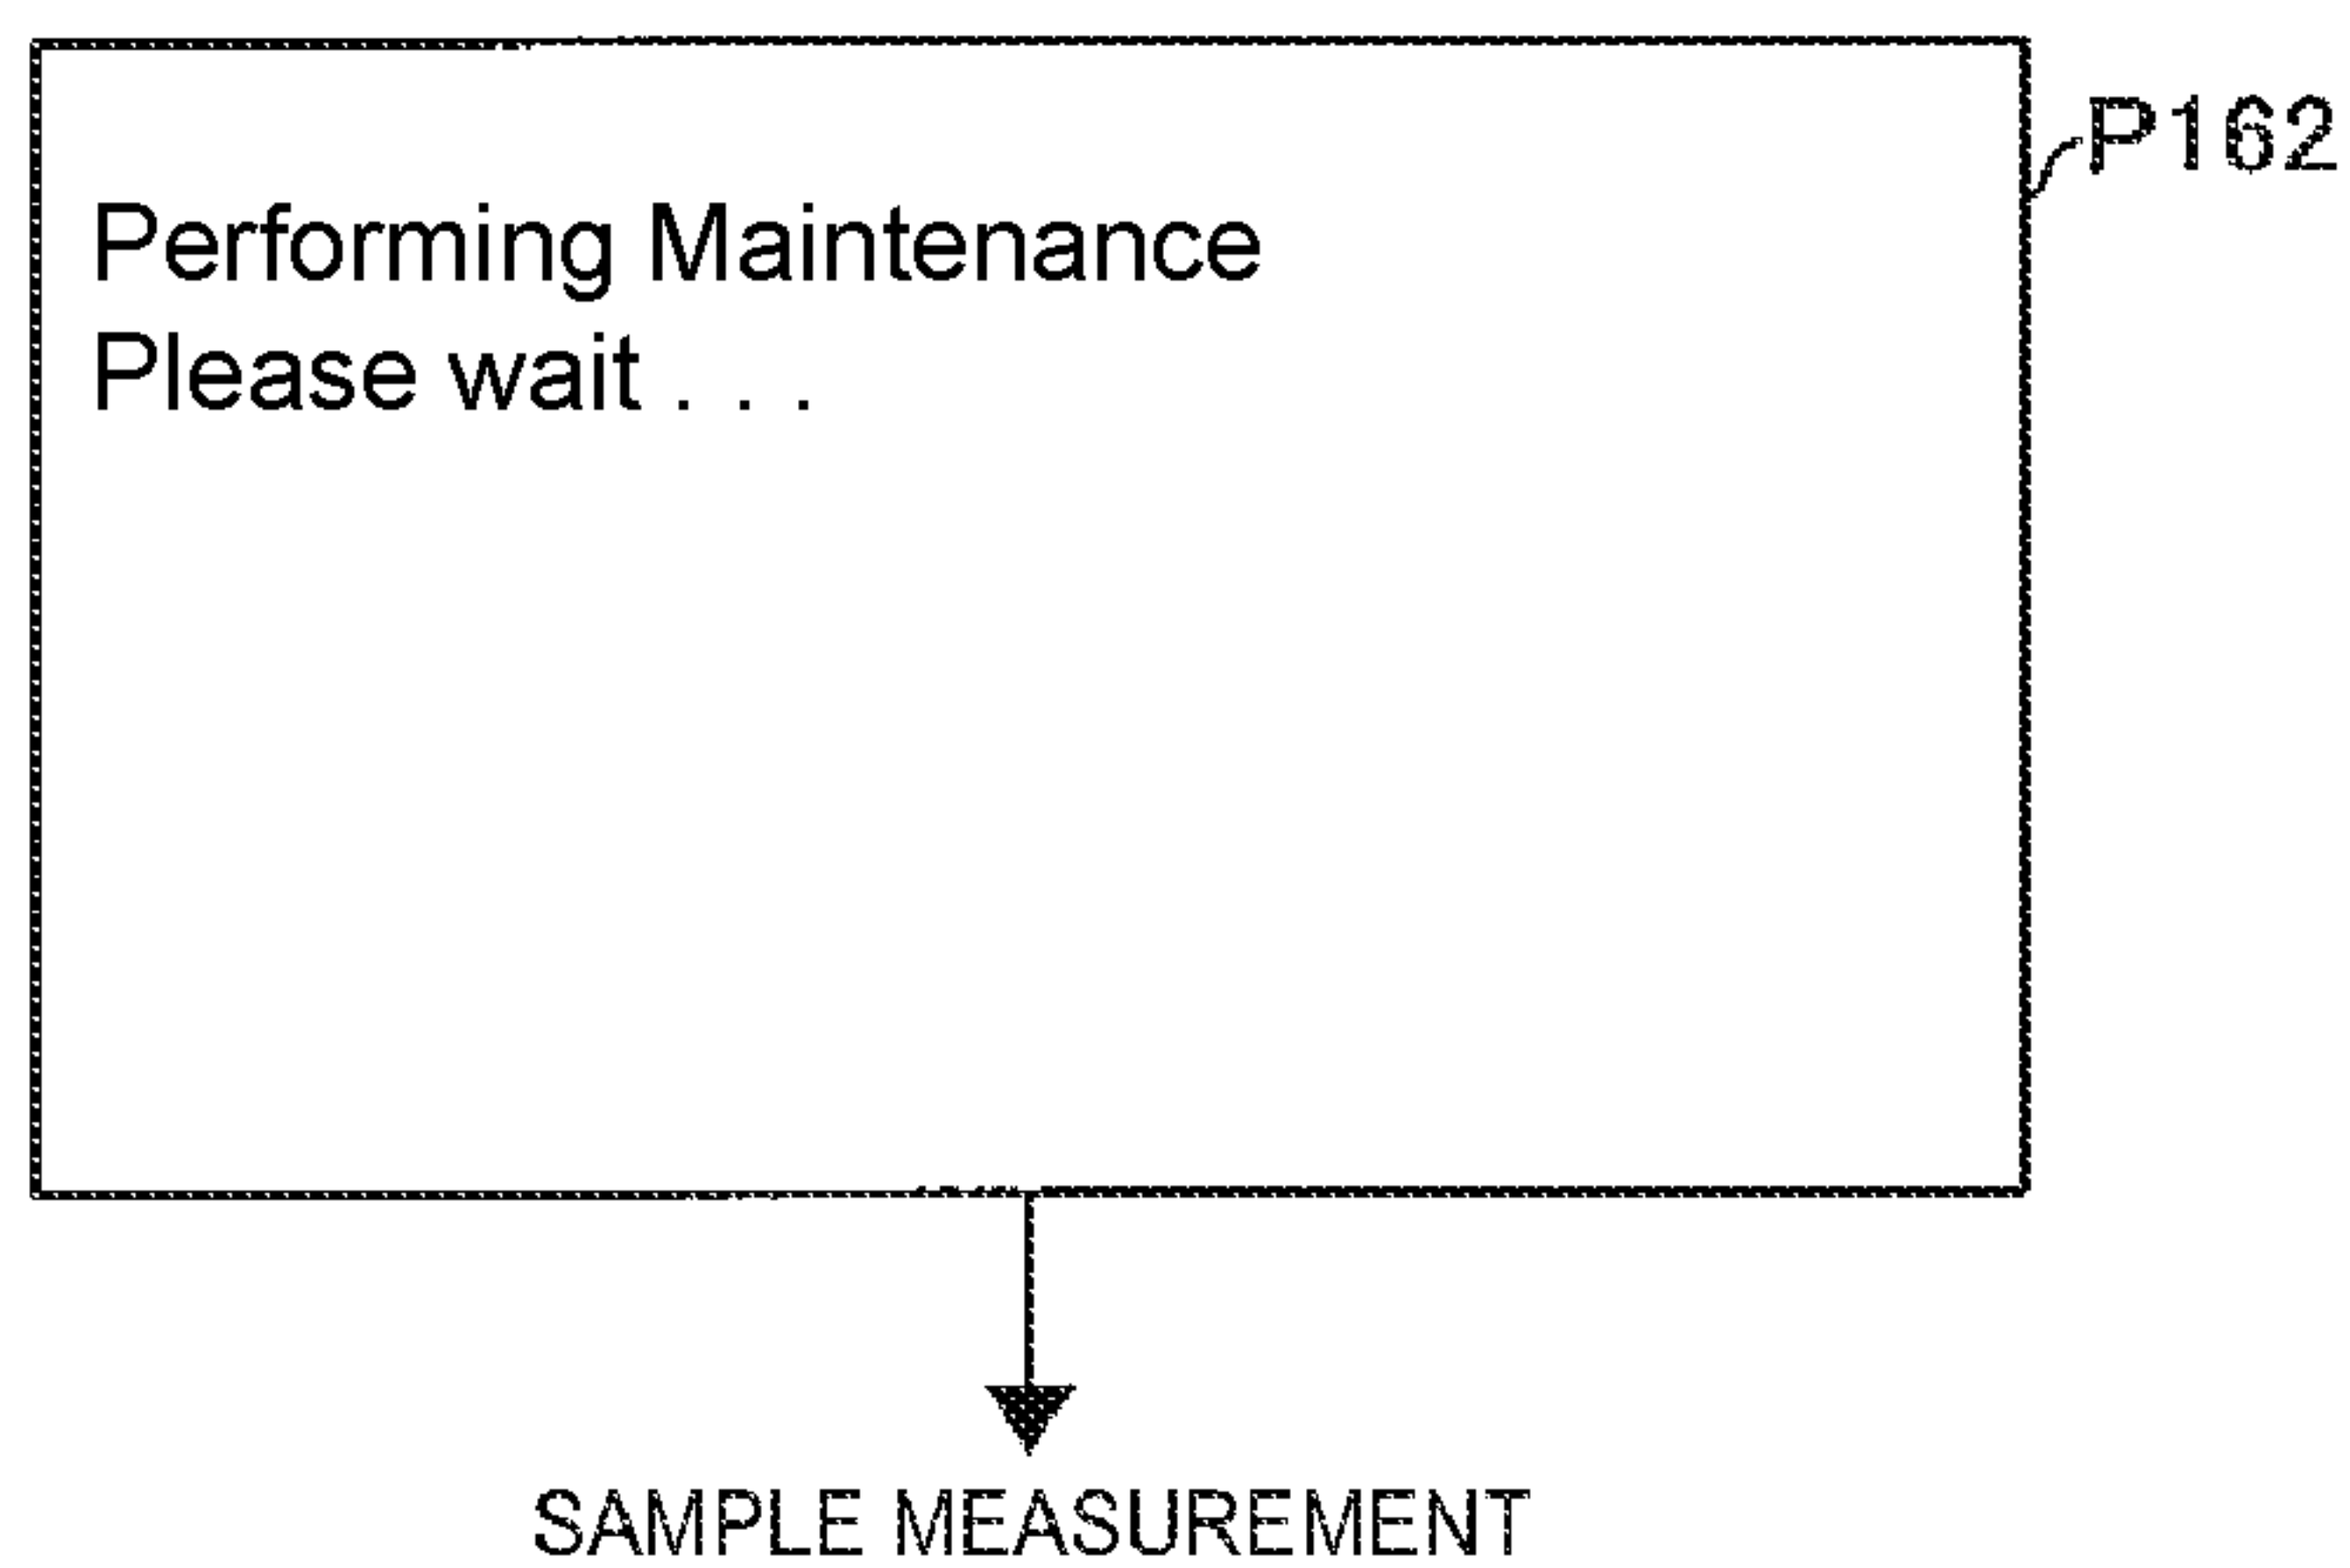 P162
Performing Maintenance
Please wait . . .
SAMPLE MEASUREMENT